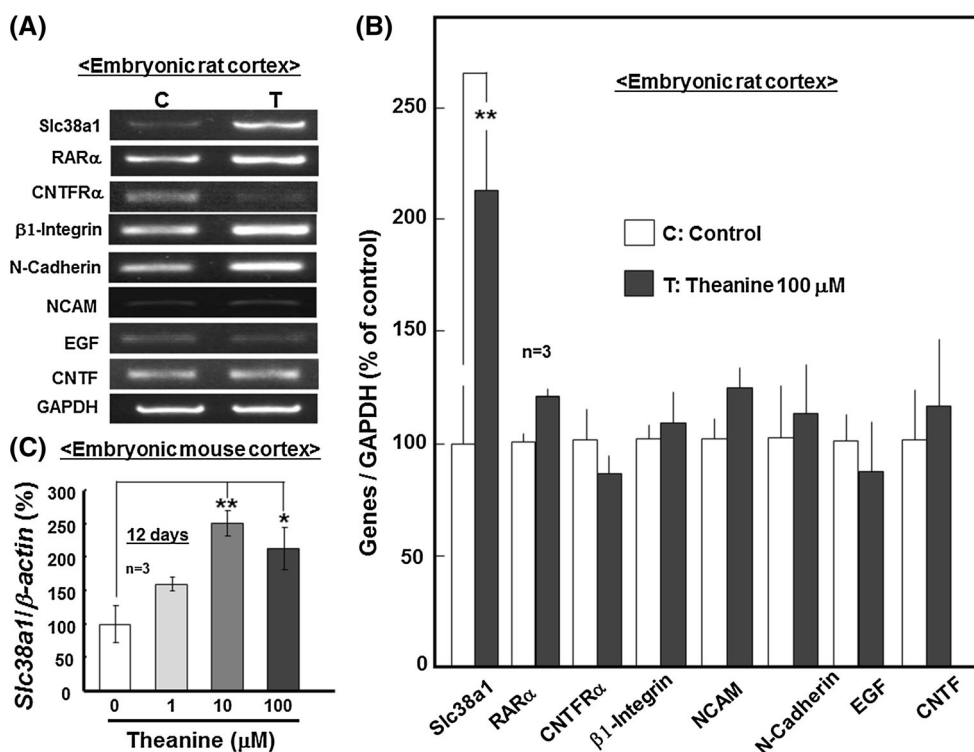 (A)
<Embryonic rat cortex>
C T
Slc38a1
RARα
CNTFRα
β1-Integrin
N-Cadherin
NCAM
EGF
CNTF
GAPDH
(B)
<Embryonic rat cortex>
Genes / GAPDH (% of control)
250
200
150
100
50
0
**
n=3
C: Control
T: Theanine 100 μM
Slc38a1
RARα
CNTFRα
β1-Integrin
NCAM
N-Cadherin
EGF
CNTF
(C)
<Embryonic mouse cortex>
Slc38a1/β-actin (%)
300
250
200
150
100
50
0
12 days
n=3
**
*
0 1 10 100
Theanine (μM)